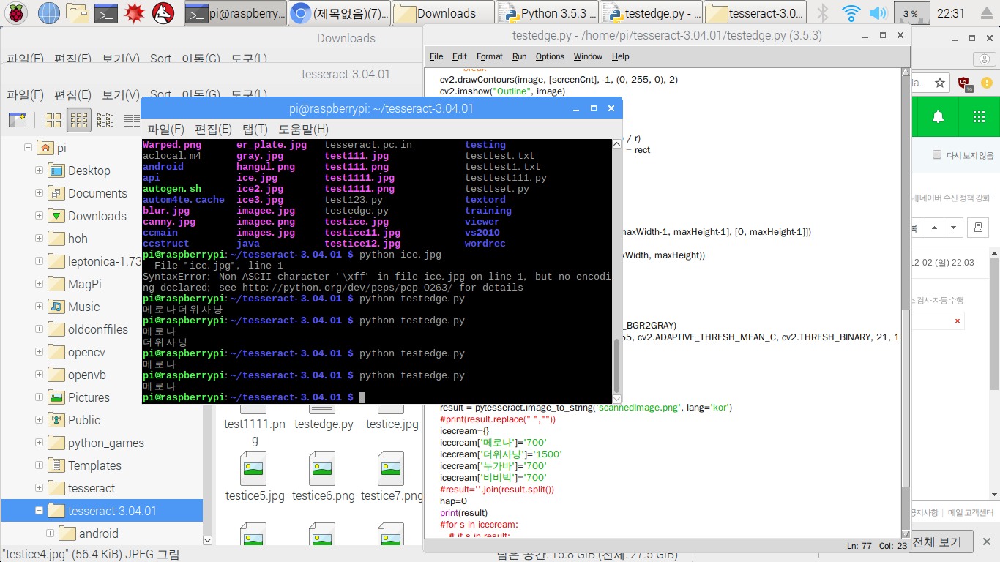 pi@raspberry...
(제목없음)(7)...
Downloads
Python 3.5.3 ...
testedge.py - ...
tesseract-3.0...
3 %
22:31
Downloads
파일(F) 편집(E) 보기(V) Sort 이동(G) 도구(L)
tesseract-3.04.01
파일(F) 편집(E) 보기(V) Sort 이동(G) 도구(L)
pi
Desktop
Documents
Downloads
hoh
leptonica-1.73
MagPi
Music
oldconffiles
opencv
openvb
Pictures
Public
python_games
Templates
tesseract
tesseract-3.04.01
android
"testice4.jpg" (56.4 KiB) JPEG 그림
남은 공간: 15.8 GiB (전체: 27.5 GiB)
test1111.png
testedge.py
testice.jpg
testice5.jpg
testice6.png
testice7.png
pi@raspberrypi: ~/tesseract-3.04.01
파일(F) 편집(E) 탭(T) 도움말(H)
Warped.png er_plate.jpg tesseract.pc.in testing
aclocal.m4 gray.jpg test111.jpg testtest.txt
android hangul.png test111.png testtest1.txt
api ice.jpg test1111.jpg testtest111.py
autogen.sh ice2.jpg test1111.png testtset.py
autom4te.cache ice3.jpg test123.py textord
blur.jpg imagee.jpg testedge.py training
canny.jpg imagee.png testice.jpg viewer
ccmain images.jpg testice11.jpg vs2010
ccstruct java testice12.jpg wordrec
pi@raspberrypi:~/tesseract-3.04.01 $ python ice.jpg
File "ice.jpg", line 1
SyntaxError: Non-ASCII character '\xff' in file ice.jpg on line 1, but no encodi
ng declared; see http://python.org/dev/peps/pep-0263/ for details
pi@raspberrypi:~/tesseract-3.04.01 $ python testedge.py
메로나더위사냥
pi@raspberrypi:~/tesseract-3.04.01 $ python testedge.py
메로나
더위사냥
pi@raspberrypi:~/tesseract-3.04.01 $ python testedge.py
메로나
pi@raspberrypi:~/tesseract-3.04.01 $ python testedge.py
메로나
pi@raspberrypi:~/tesseract-3.04.01 $
testedge.py - /home/pi/tesseract-3.04.01/testedge.py (3.5.3)
File Edit Format Run Options Window Help
cv2.drawContours(image, [screenCnt], -1, (0, 255, 0), 2)
cv2.imshow("Outline", image)
/ r)
= rect
maxWidth-1, maxHeight-1], [0, maxHeight-1]])
Width, maxHeight))
_BGR2GRAY)
55, cv2.ADAPTIVE_THRESH_MEAN_C, cv2.THRESH_BINARY, 21, 1
result = pytesseract.image_to_string('scannedImage.png', lang='kor')
#print(result.replace(" ",""))
icecream={}
icecream['메로나']='700'
icecream['더위사냥']='1500'
icecream['누가바']='700'
icecream['비비빅']='700'
#result=''.join(result.split())
hap=0
print(result)
#for s in icecream:
# if s in result:
Ln: 77 Col: 23
다시 보지 않음
내] 네이버 수신 정책 강화
12-02 (일) 22:03
스 검사 자동 수행
공지사항 | 메일 고객센터
전체 보기